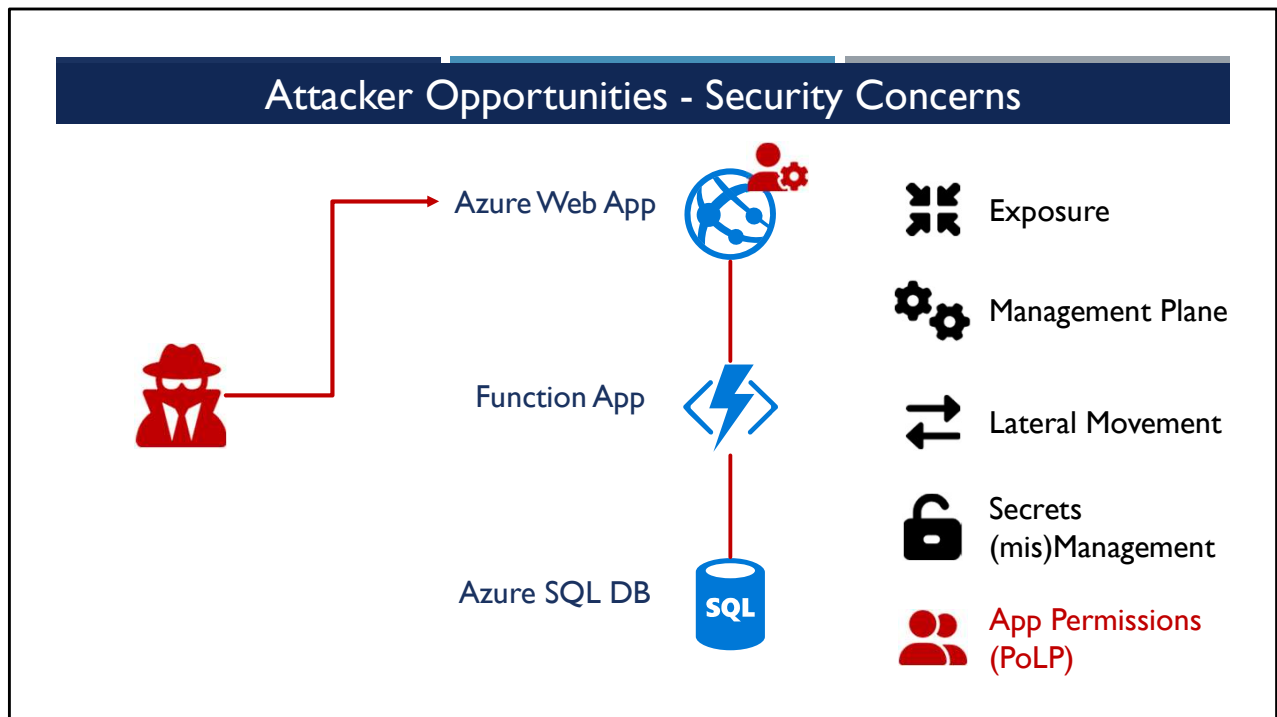 Attacker Opportunities - Security Concerns
Azure Web App
Function App
Azure SQL DB
SQL
Exposure
Management Plane
Lateral Movement
Secrets
(mis)Management
App Permissions
(PoLP)